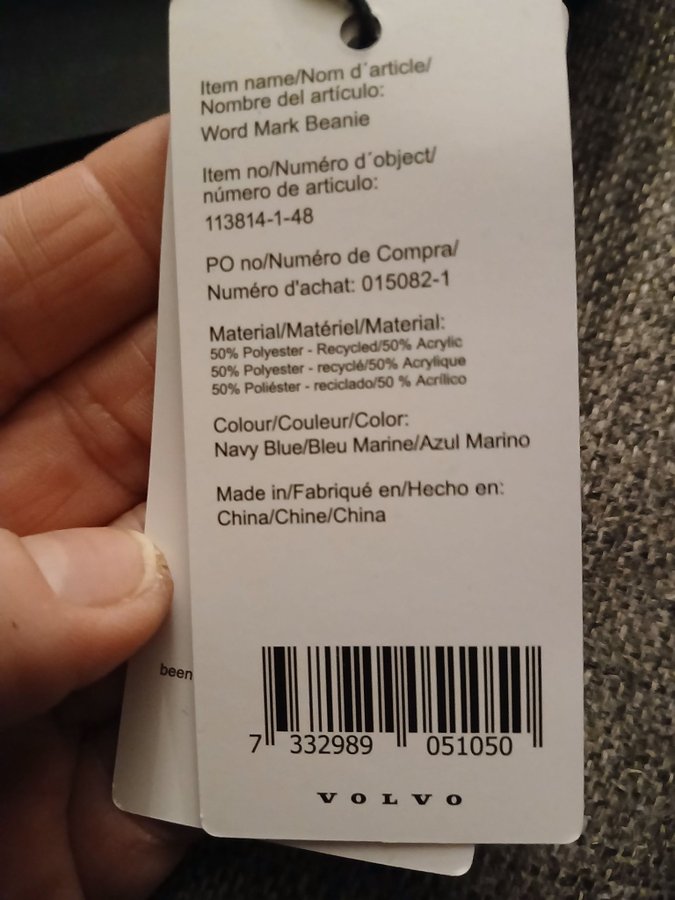 Item name/Nom d´article/
Nombre del artículo:
Word Mark Beanie
Item no/Numéro d´object/
número de articulo:
113814-1-48
PO no/Numéro de Compra/
Numéro d'achat: 015082-1
Material/Matériel/Material:
50% Polyester - Recycled/50% Acrylic
50% Polyester - recyclé/50% Acrylique
50% Poliéster - reciclado/50 % Acrílico
Colour/Couleur/Color:
Navy Blue/Bleu Marine/Azul Marino
Made in/Fabriqué en/Hecho en:
China/Chine/China
been
7 332989 051050
VOLVO